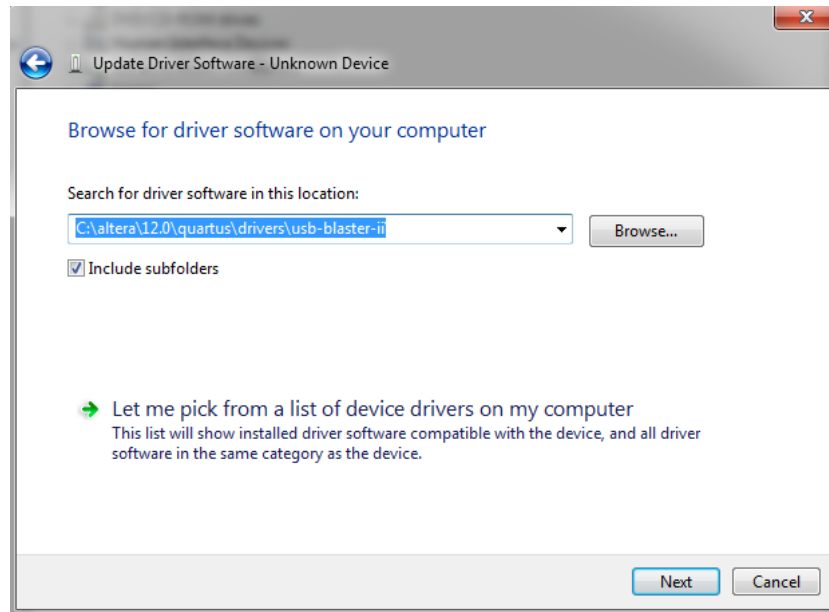 Update Driver Software - Unknown Device
Browse for driver software on your computer
Search for driver software in this location:
C:\altera\12.0\quartus\drivers\usb-blaster-ii
Browse...
Include subfolders
Let me pick from a list of device drivers on my computer
This list will show installed driver software compatible with the device, and all driver
software in the same category as the device.
Next
Cancel